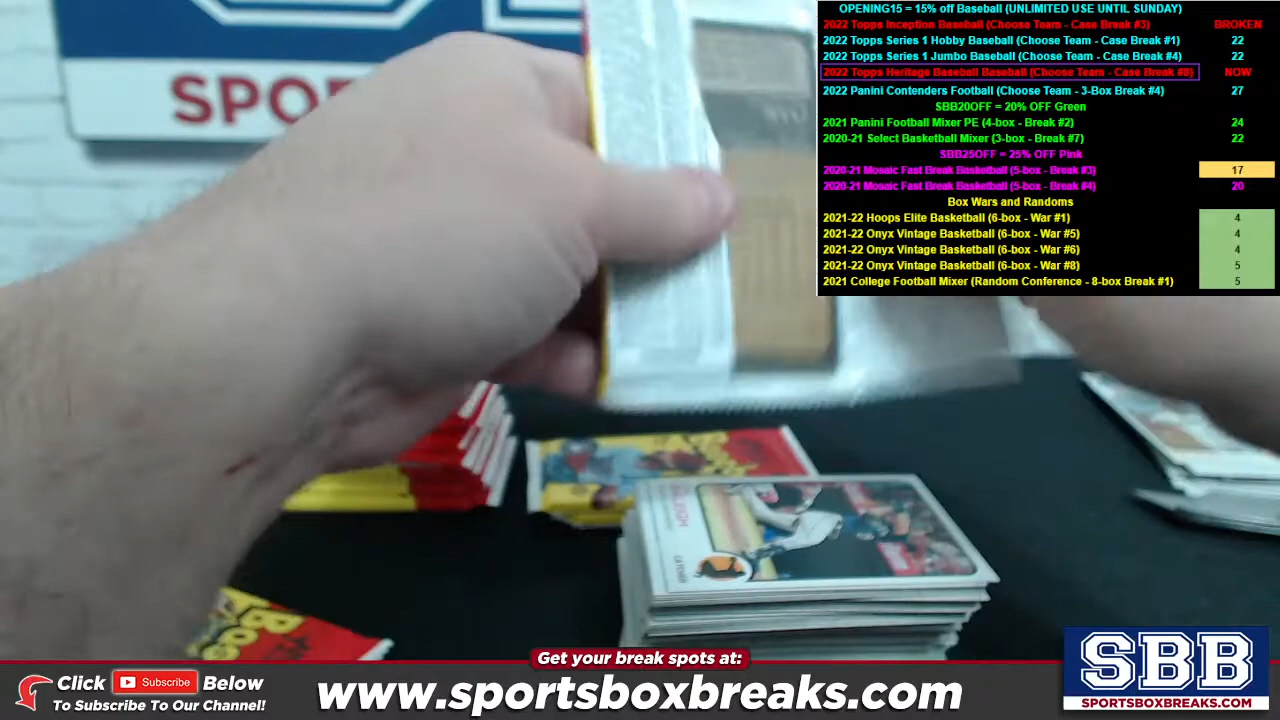 OPENING15 = 15% off Baseball (UNLIMITED USE UNTIL SUNDAY)
2022 Topps Inception Baseball (Choose Team - Case Break #3) BROKEN
2022 Topps Series 1 Hobby Baseball (Choose Team - Case Break #1) 22
2022 Topps Series 1 Jumbo Baseball (Choose Team - Case Break #4) 22
2022 Topps Heritage Baseball Baseball (Choose Team - Case Break #8) NOW
2022 Panini Contenders Football (Choose Team - 3-Box Break #4) 27
SBB20OFF = 20% OFF Green
2021 Panini Football Mixer PE (4-box - Break #2) 24
2020-21 Select Basketball Mixer (3-box - Break #7) 22
SBB25OFF = 25% OFF Pink
2020-21 Mosaic Fast Break Basketball (5-box - Break #3) 17
2020-21 Mosaic Fast Break Basketball (5-box - Break #4) 20
Box Wars and Randoms
2021-22 Hoops Elite Basketball (6-box - War #1) 4
2021-22 Onyx Vintage Basketball (6-box - War #5) 4
2021-22 Onyx Vintage Basketball (6-box - War #6) 4
2021-22 Onyx Vintage Basketball (6-box - War #8) 5
2021 College Football Mixer (Random Conference - 8-box Break #1) 5
SPO
CATCHER
Get your break spots at:
Click Subscribe Below
To Subscribe To Our Channel!
www.sportsboxbreaks.com
SBB
SPORTSBOXBREAKS.COM